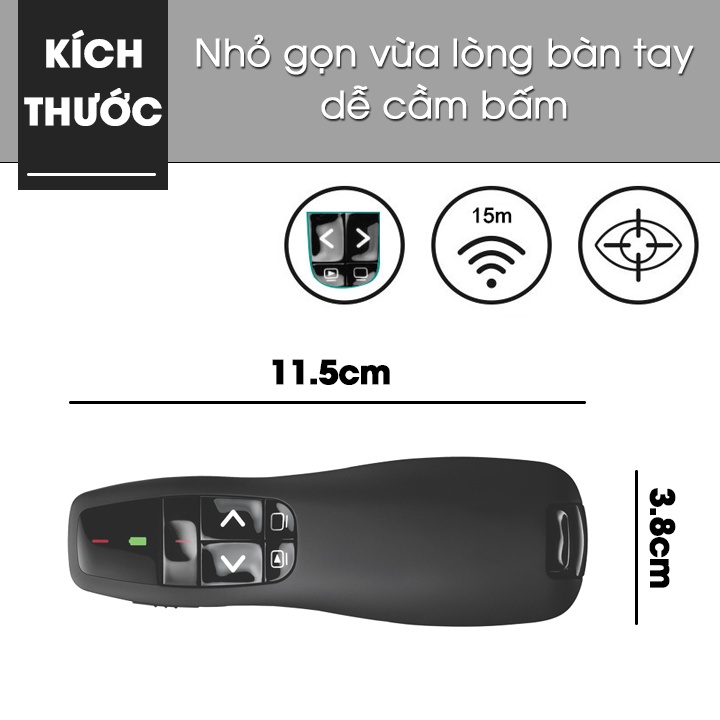 KÍCH
THƯỚC
Nhỏ gọn vừa lòng bàn tay
dễ cầm bấm
15m
11.5cm
3.8cm